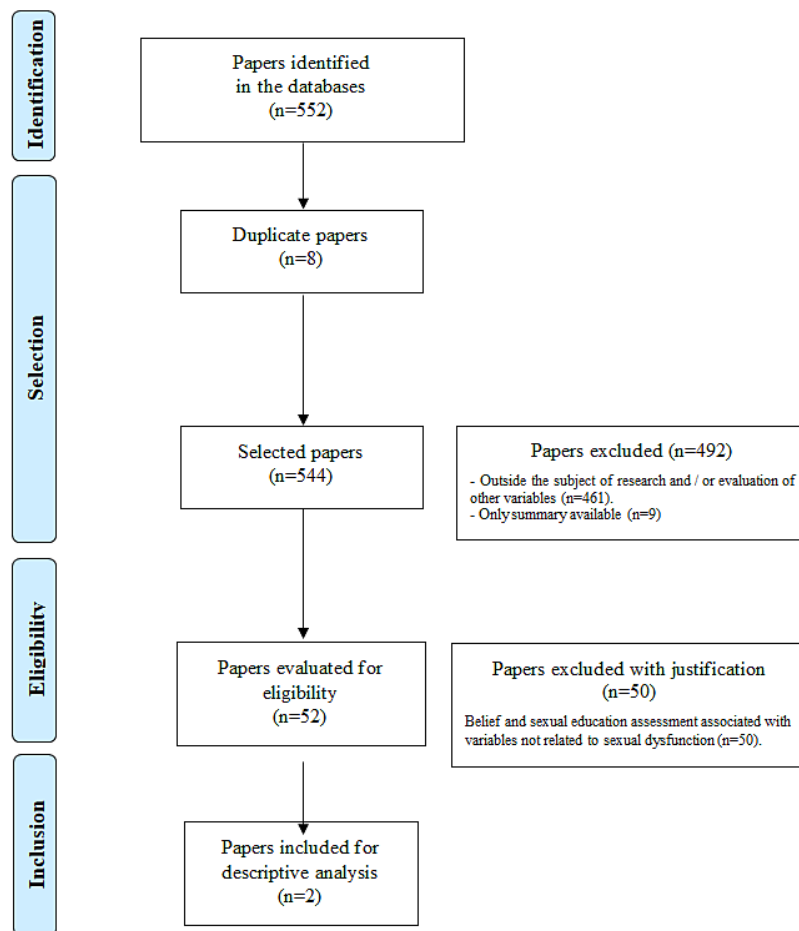 Identification
Papers identified
in the databases
(n=552)
Selection
Duplicate papers
(n=8)
Selected papers
(n=544)
Papers excluded (n=492)
- Outside the subject of research and / or evaluation of
other variables (n=461).
- Only summary available (n=9)
Eligibility
Papers evaluated for
eligibility
(n=52)
Papers excluded with justification
(n=50)
Belief and sexual education assessment associated with
variables not related to sexual dysfunction (n=50).
Inclusion
Papers included for
descriptive analysis
(n=2)